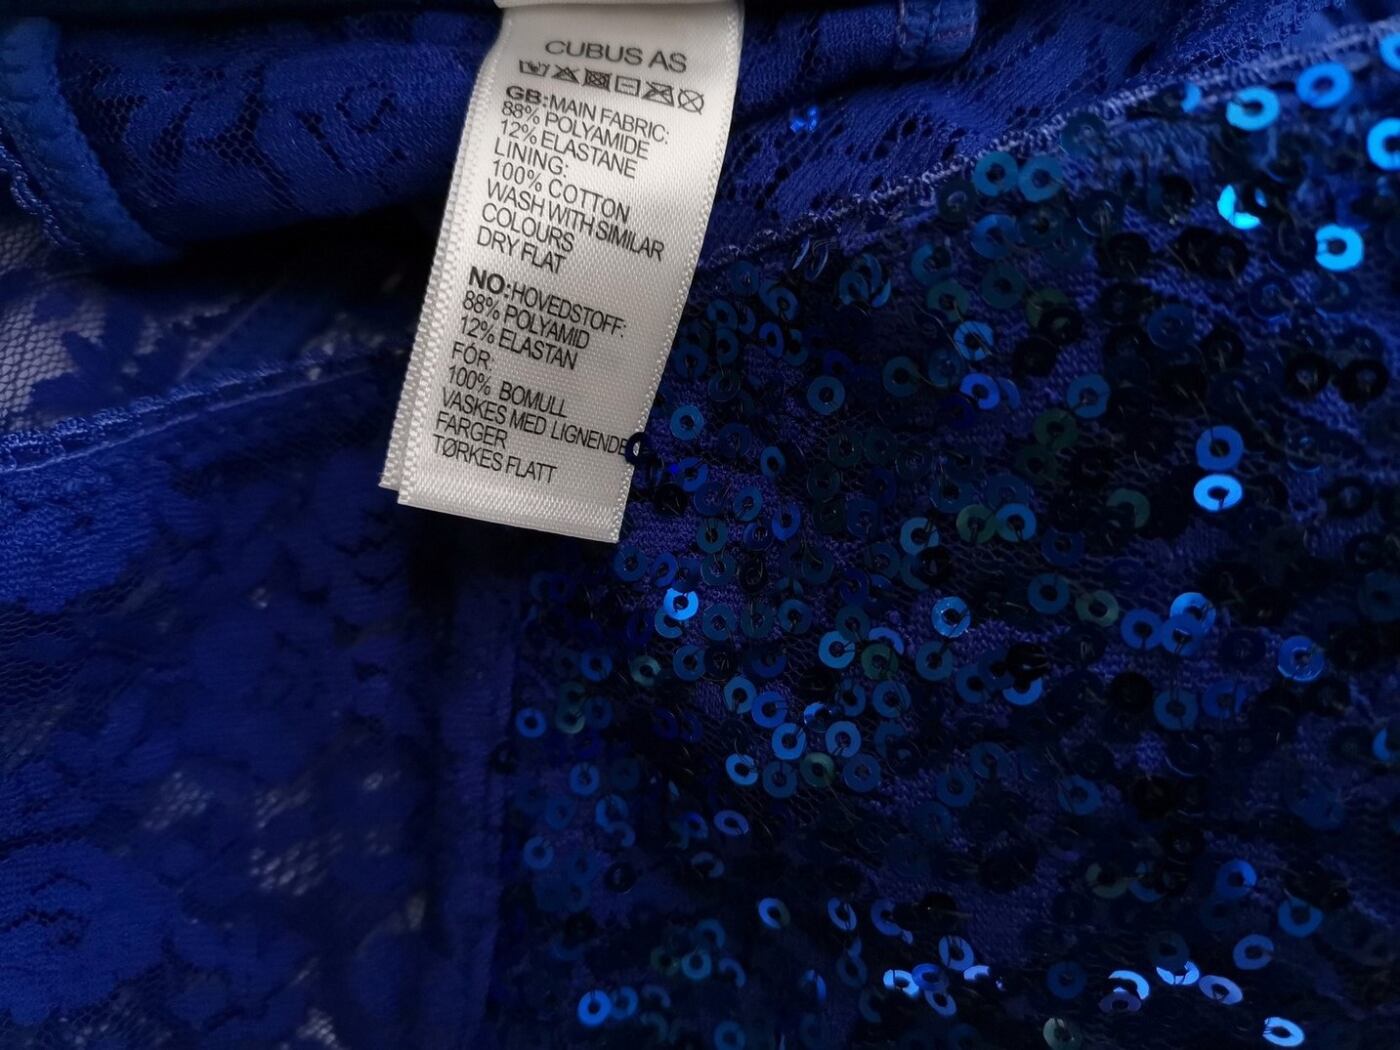 CUBUS AS
GB:MAIN FABRIC:
88% POLYAMIDE
12% ELASTANE
LINING:
100% COTTON
WASH WITH SIMILAR
COLOURS
DRY FLAT
NO:HOVEDSTOFF:
88% POLYAMID
12% ELASTAN
FÓR:
100% BOMULL
VASKES MED LIGNENDE
FARGER
TØRKES FLATT